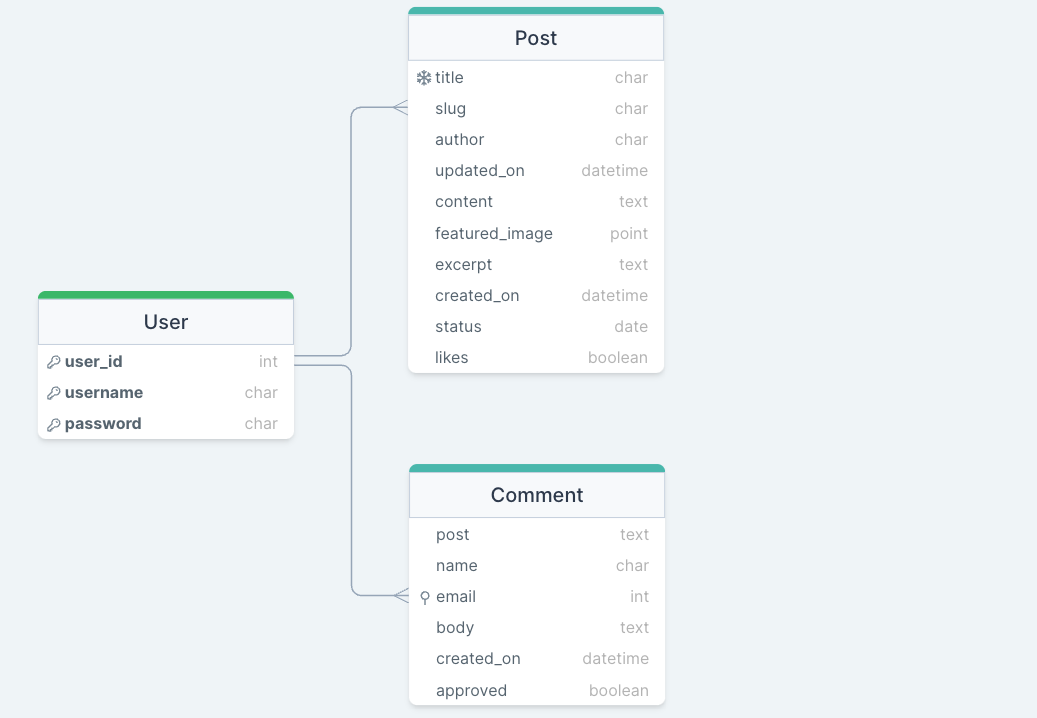 Post
title char
slug char
author char
updated_on datetime
content text
featured_image point
excerpt text
created_on datetime
status date
likes boolean
User
user_id int
username char
password char
Comment
post text
name char
email int
body text
created_on datetime
approved boolean